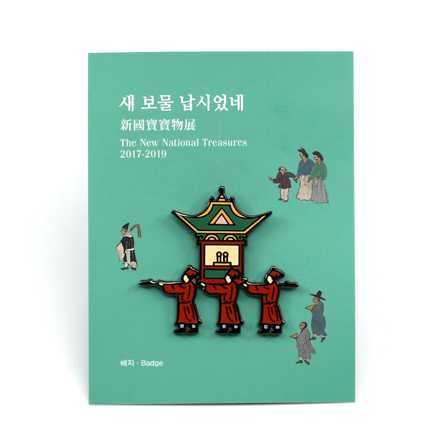 새 보물 납시었네
新國寶寶物展
The New National Treasures
2017-2019
배지 · Badge